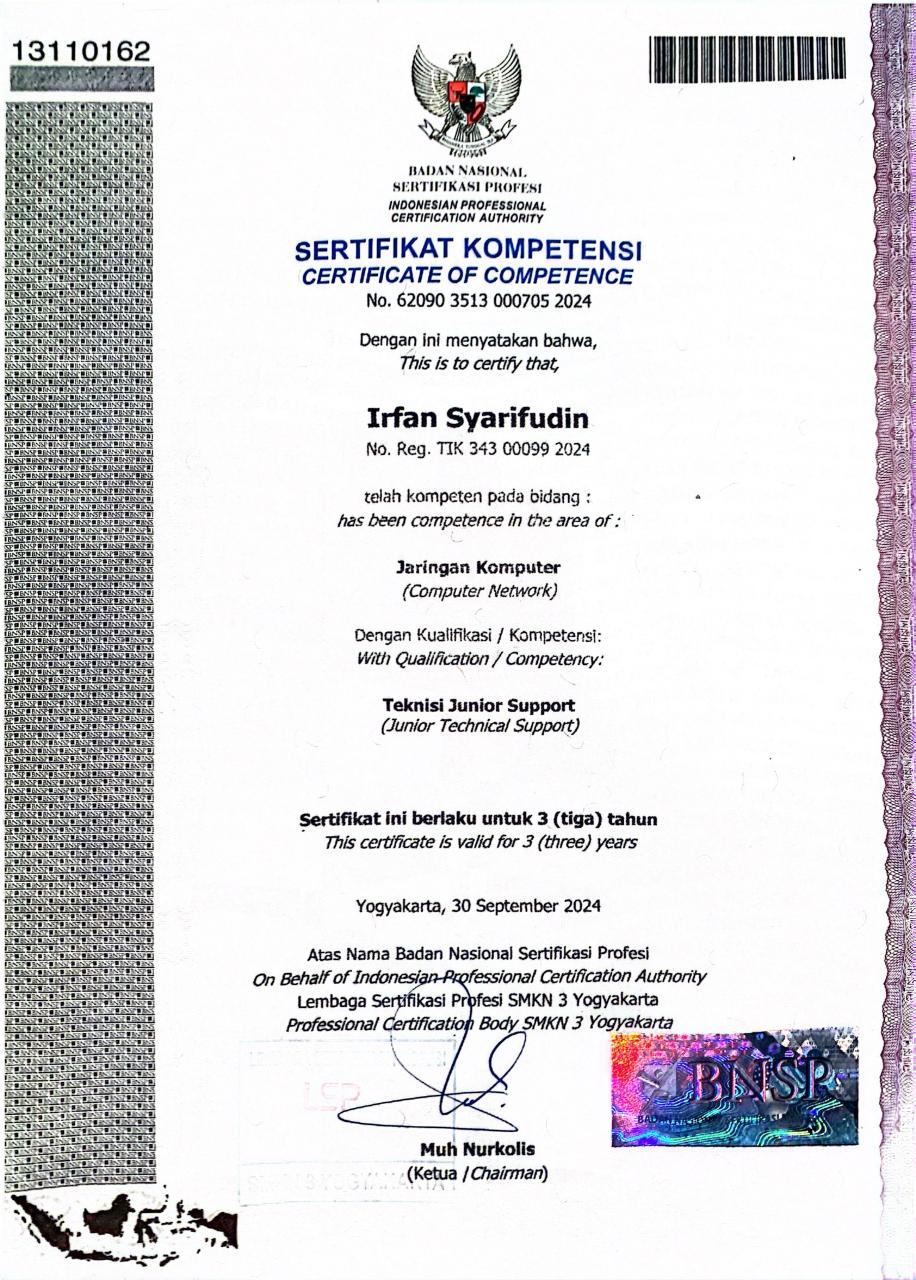 13110162
BADAN NASIONAL
SERTIFIKASI PROFESI
INDONESIAN PROFESSIONAL
CERTIFICATION AUTHORITY
SERTIFIKAT KOMPETENSI
CERTIFICATE OF COMPETENCE
No. 62090 3513 000705 2024
Dengan ini menyatakan bahwa,
This is to certify that,
Irfan Syarifudin
No. Reg. TIK 343 00099 2024
telah kompeten pada bidang :
has been competence in the area of :
Jaringan Komputer
(Computer Network)
Dengan Kualifikasi / Kompetensi:
With Qualification / Competency:
Teknisi Junior Support
(Junior Technical Support)
Sertifikat ini berlaku untuk 3 (tiga) tahun
This certificate is valid for 3 (three) years
Yogyakarta, 30 September 2024
Atas Nama Badan Nasional Sertifikasi Profesi
On Behalf of Indonesian Professional Certification Authority
Lembaga Sertifikasi Profesi SMKN 3 Yogyakarta
Professional Certification Body SMKN 3 Yogyakarta
LSP
BNSP
Muh Nurkolis
(Ketua / Chairman)